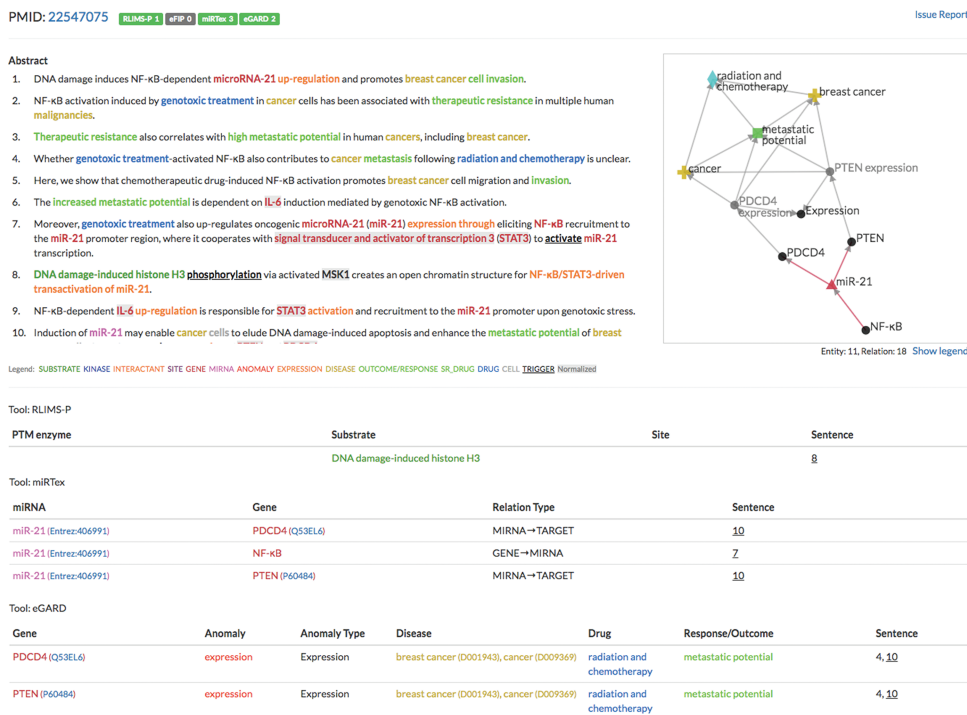 PMID: 22547075 RLIMS-P 1 eFIP 0 miRTex 3 eGARD 2
Issue Report
Abstract
1. DNA damage induces NF-κB-dependent microRNA-21 up-regulation and promotes breast cancer cell invasion.
2. NF-κB activation induced by genotoxic treatment in cancer cells has been associated with therapeutic resistance in multiple human
malignancies.
3. Therapeutic resistance also correlates with high metastatic potential in human cancers, including breast cancer.
4. Whether genotoxic treatment-activated NF-κB also contributes to cancer metastasis following radiation and chemotherapy is unclear.
5. Here, we show that chemotherapeutic drug-induced NF-κB activation promotes breast cancer cell migration and invasion.
6. The increased metastatic potential is dependent on IL-6 induction mediated by genotoxic NF-κB activation.
7. Moreover, genotoxic treatment also up-regulates oncogenic microRNA-21 (miR-21) expression through eliciting NF-κB recruitment to
the miR-21 promoter region, where it cooperates with signal transducer and activator of transcription 3 (STAT3) to activate miR-21
transcription.
8. DNA damage-induced histone H3 phosphorylation via activated MSK1 creates an open chromatin structure for NF-κB/STAT3-driven
transactivation of miR-21.
9. NF-κB-dependent IL-6 up-regulation is responsible for STAT3 activation and recruitment to the miR-21 promoter upon genotoxic stress.
10. Induction of miR-21 may enable cancer cells to elude DNA damage-induced apoptosis and enhance the metastatic potential of breast
radiation and
chemotherapy
breast cancer
metastatic
potential
cancer
PTEN expression
PDCD4
expression
Expression
PTEN
PDCD4
miR-21
NF-κB
Entity: 11, Relation: 18 Show legend
Legend: SUBSTRATE KINASE INTERACTANT SITE GENE MIRNA ANOMALY EXPRESSION DISEASE OUTCOME/RESPONSE SR_DRUG DRUG CELL TRIGGER Normalized
Tool: RLIMS-P
PTM enzyme Substrate Site Sentence
DNA damage-induced histone H3 8
Tool: miRTex
miRNA Gene Relation Type Sentence
miR-21 (Entrez:406991) PDCD4 (Q53EL6) MIRNA→TARGET 10
miR-21 (Entrez:406991) NF-κB GENE→MIRNA 7
miR-21 (Entrez:406991) PTEN (P60484) MIRNA→TARGET 10
Tool: eGARD
Gene Anomaly Anomaly Type Disease Drug Response/Outcome Sentence
PDCD4 (Q53EL6) expression Expression breast cancer (D001943), cancer (D009369) radiation and metastatic potential 4, 10
chemotherapy
PTEN (P60484) expression Expression breast cancer (D001943), cancer (D009369) radiation and metastatic potential 4, 10
chemotherapy